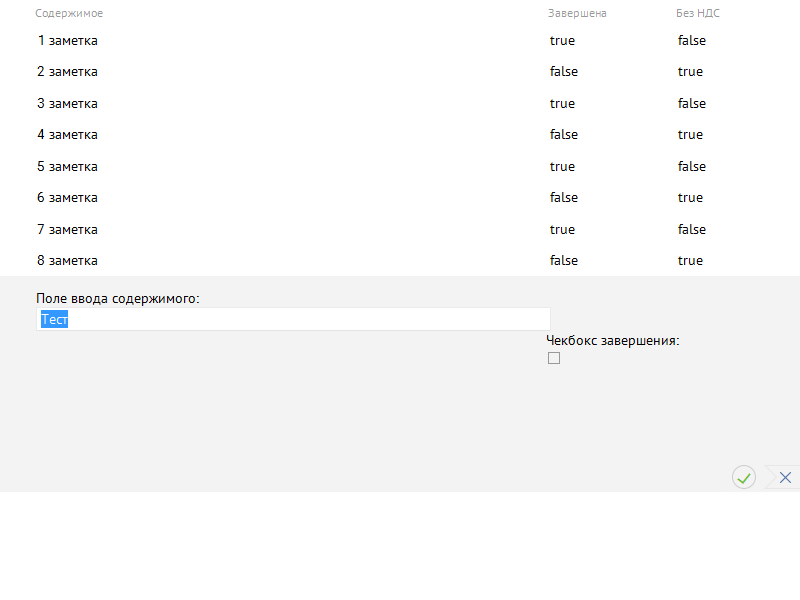 Содержимое Завершена Без НДС
1 заметка true false
2 заметка false true
3 заметка true false
4 заметка false true
5 заметка true false
6 заметка false true
7 заметка true false
8 заметка false true
Поле ввода содержимого:
Тест
Чекбокс завершения: